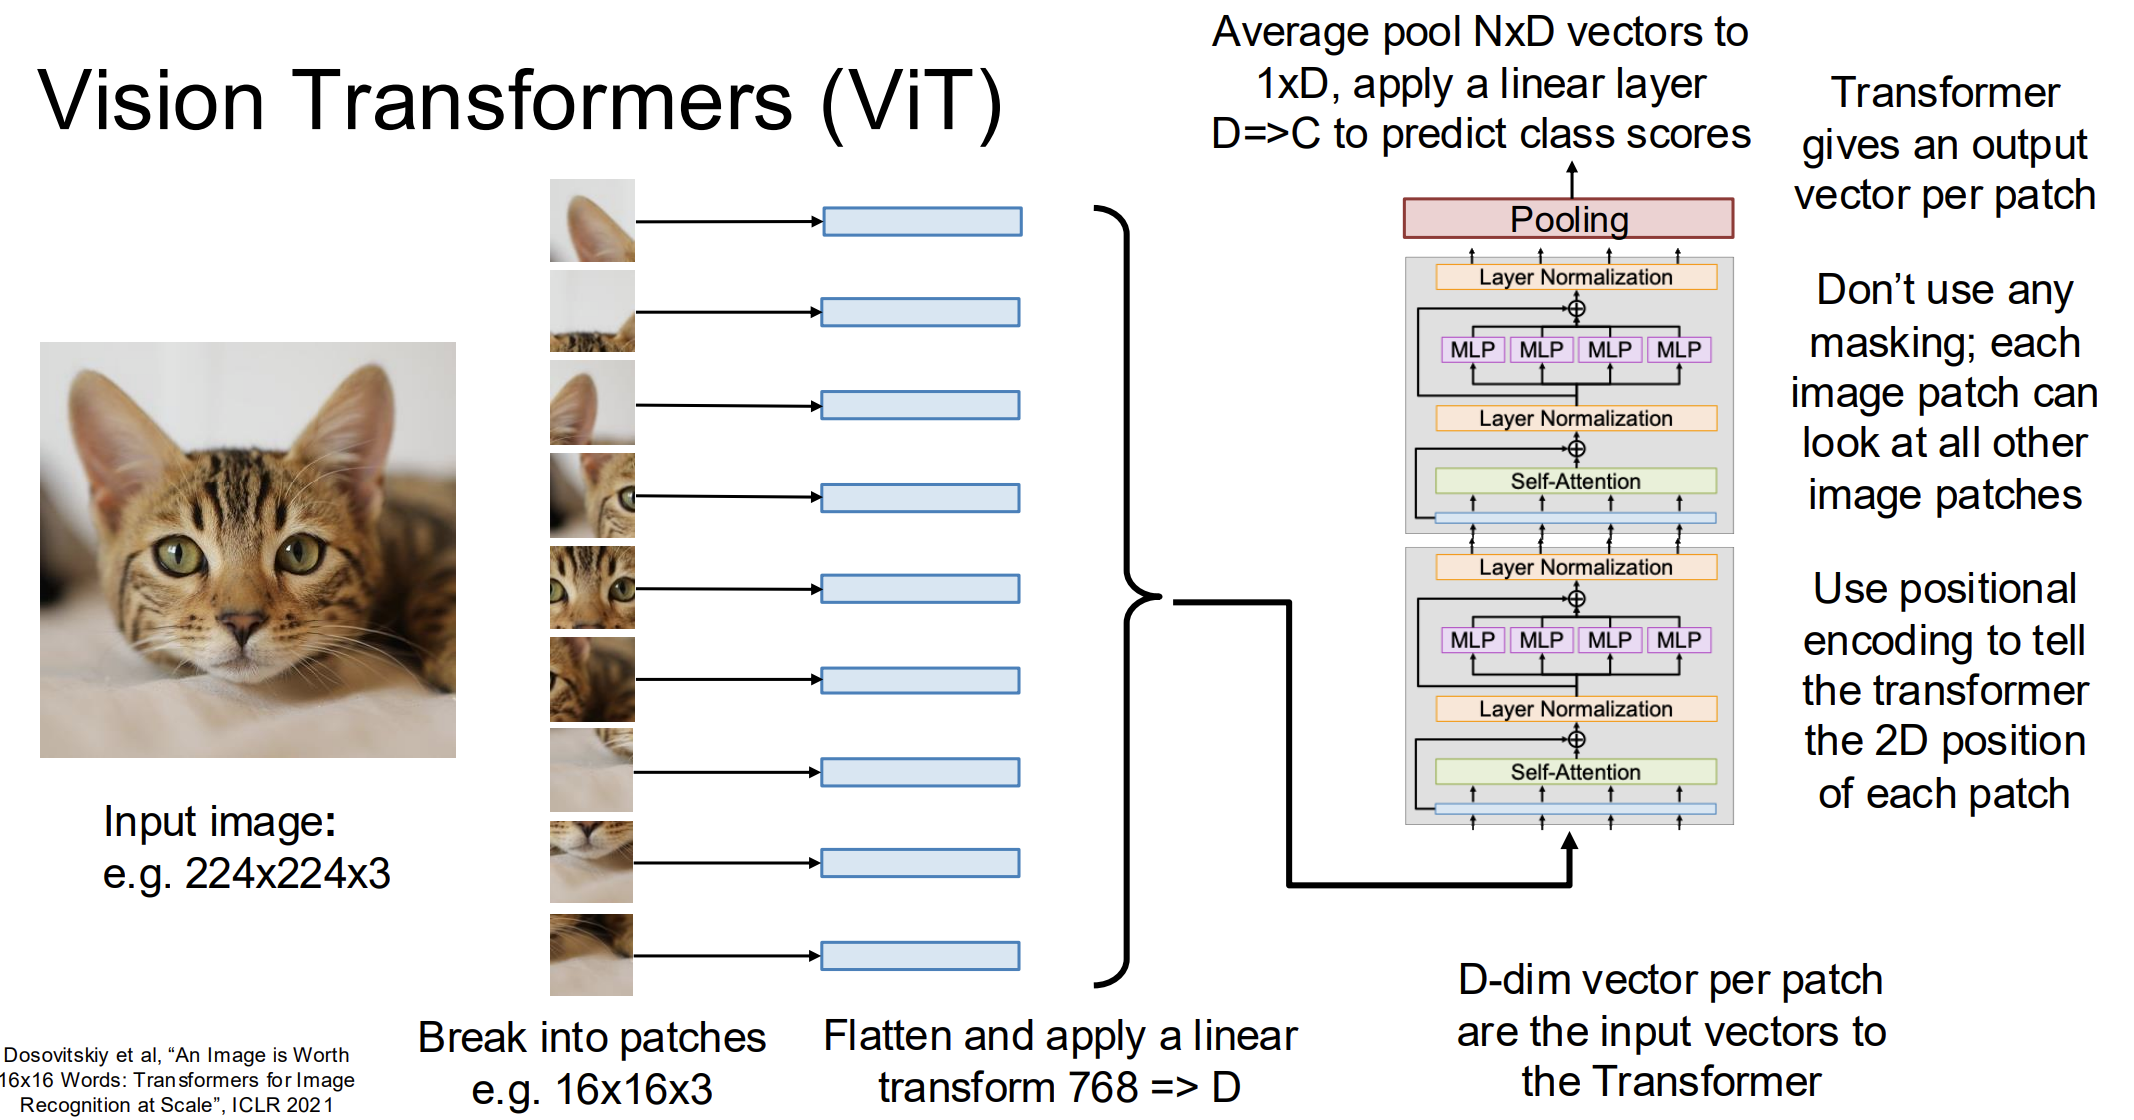 Vision Transformers (ViT)
Input image:
e.g. 224x224x3
Dosovitskiy et al, “An Image is Worth
16x16 Words: Transformers for Image
Recognition at Scale”, ICLR 2021
Break into patches
e.g. 16x16x3
Flatten and apply a linear
transform 768 => D
Average pool NxD vectors to
1xD, apply a linear layer
D=>C to predict class scores
Pooling
Layer Normalization
MLP MLP MLP MLP
Layer Normalization
Self-Attention
Layer Normalization
MLP MLP MLP MLP
Layer Normalization
Self-Attention
D-dim vector per patch
are the input vectors to
the Transformer
Transformer
gives an output
vector per patch
Don’t use any
masking; each
image patch can
look at all other
image patches
Use positional
encoding to tell
the transformer
the 2D position
of each patch